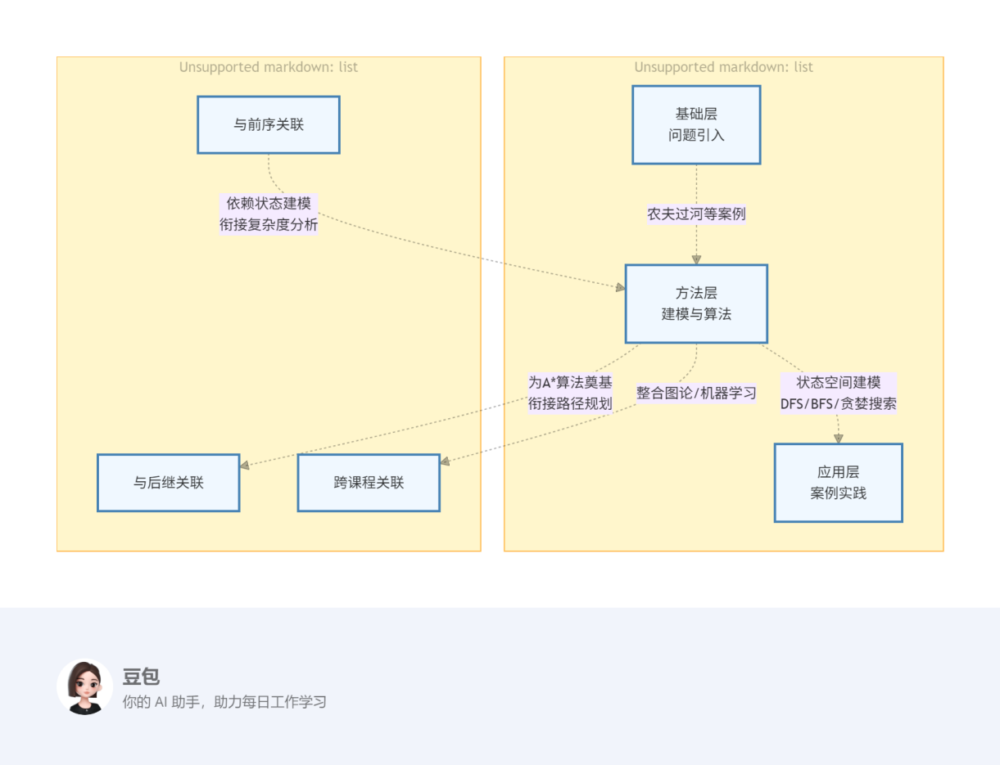 Unsupported markdown: list
与前序关联
依赖状态建模
衔接复杂度分析
与后继关联
跨课程关联
Unsupported markdown: list
基础层
问题引入
农夫过河等案例
方法层
建模与算法
为A*算法奠基
衔接路径规划
整合图论/机器学习
状态空间建模
DFS/BFS/贪婪搜索
应用层
案例实践
豆包
你的 AI 助手，助力每日工作学习